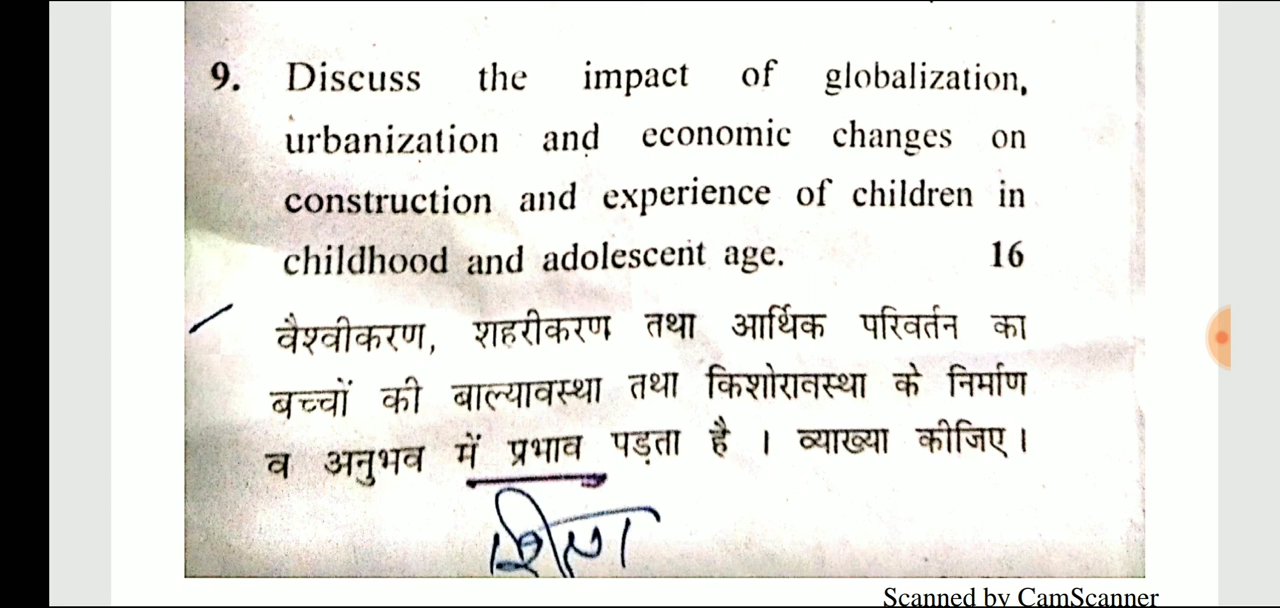 9. Discuss the impact of globalization,
urbanization and economic changes on
construction and experience of children in
childhood and adolescent age. 16
वैश्वीकरण, शहरीकरण तथा आर्थिक परिवर्तन का
बच्चों की बाल्यावस्था तथा किशोरावस्था के निर्माण
व अनुभव में प्रभाव पड़ता है । व्याख्या कीजिए ।
Scanned by CamScanner